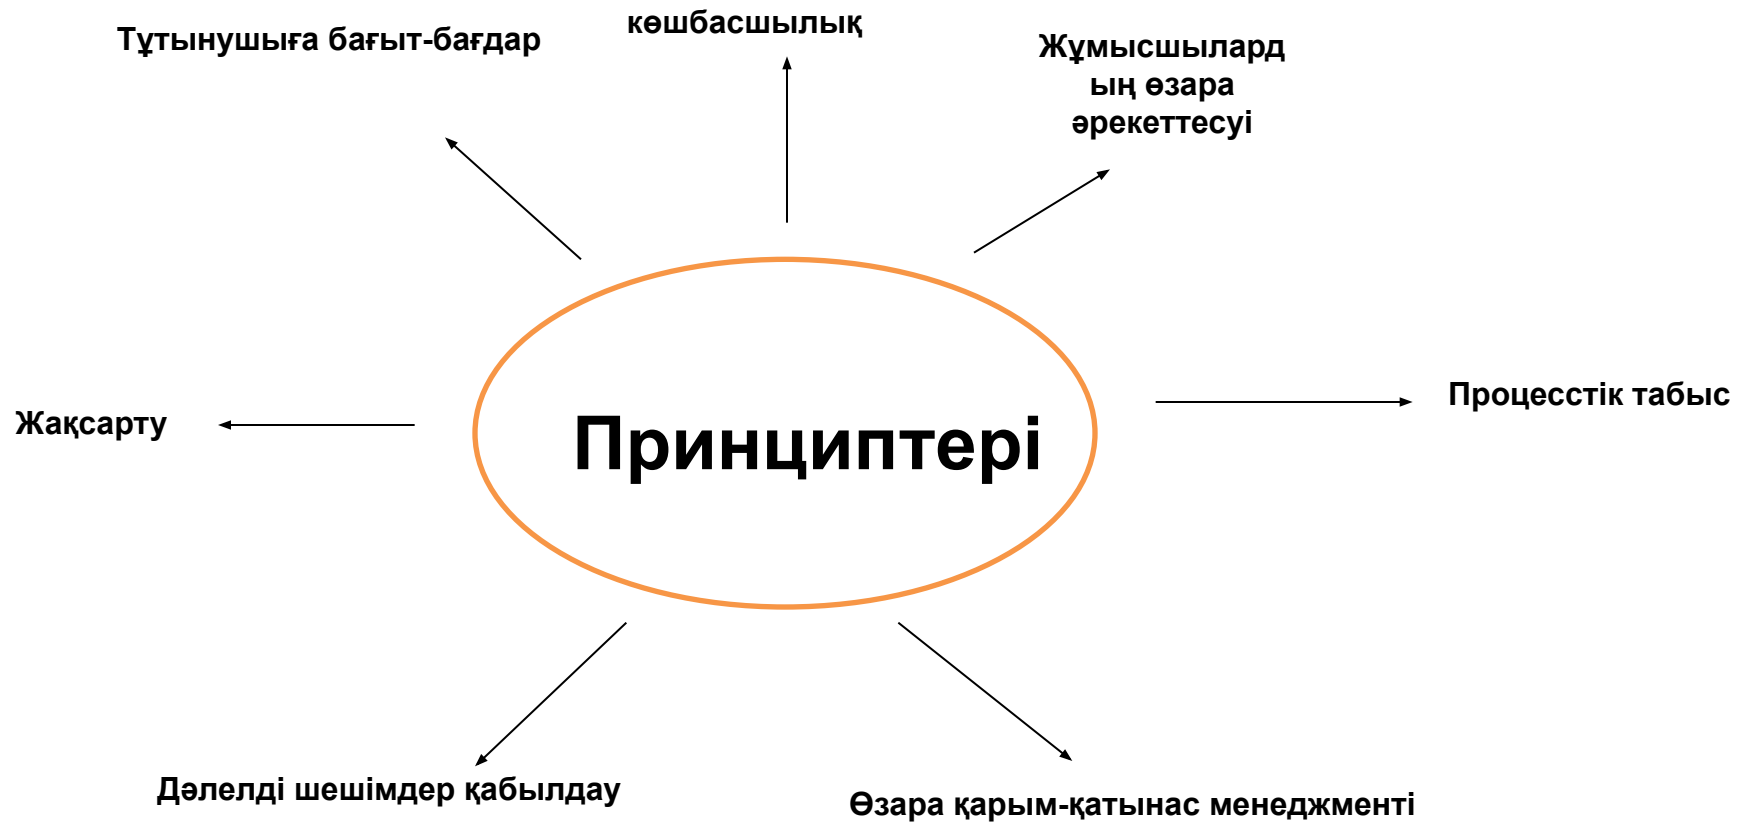 көшбасшылық
Тұтынушыға бағыт-бағдар
Жұмысшылард
ың өзара
әрекеттесуі
Процесстік табыс
Жақсарту
Принциптері
Дәлелді шешімдер қабылдау
Өзара қарым-қатынас менеджменті